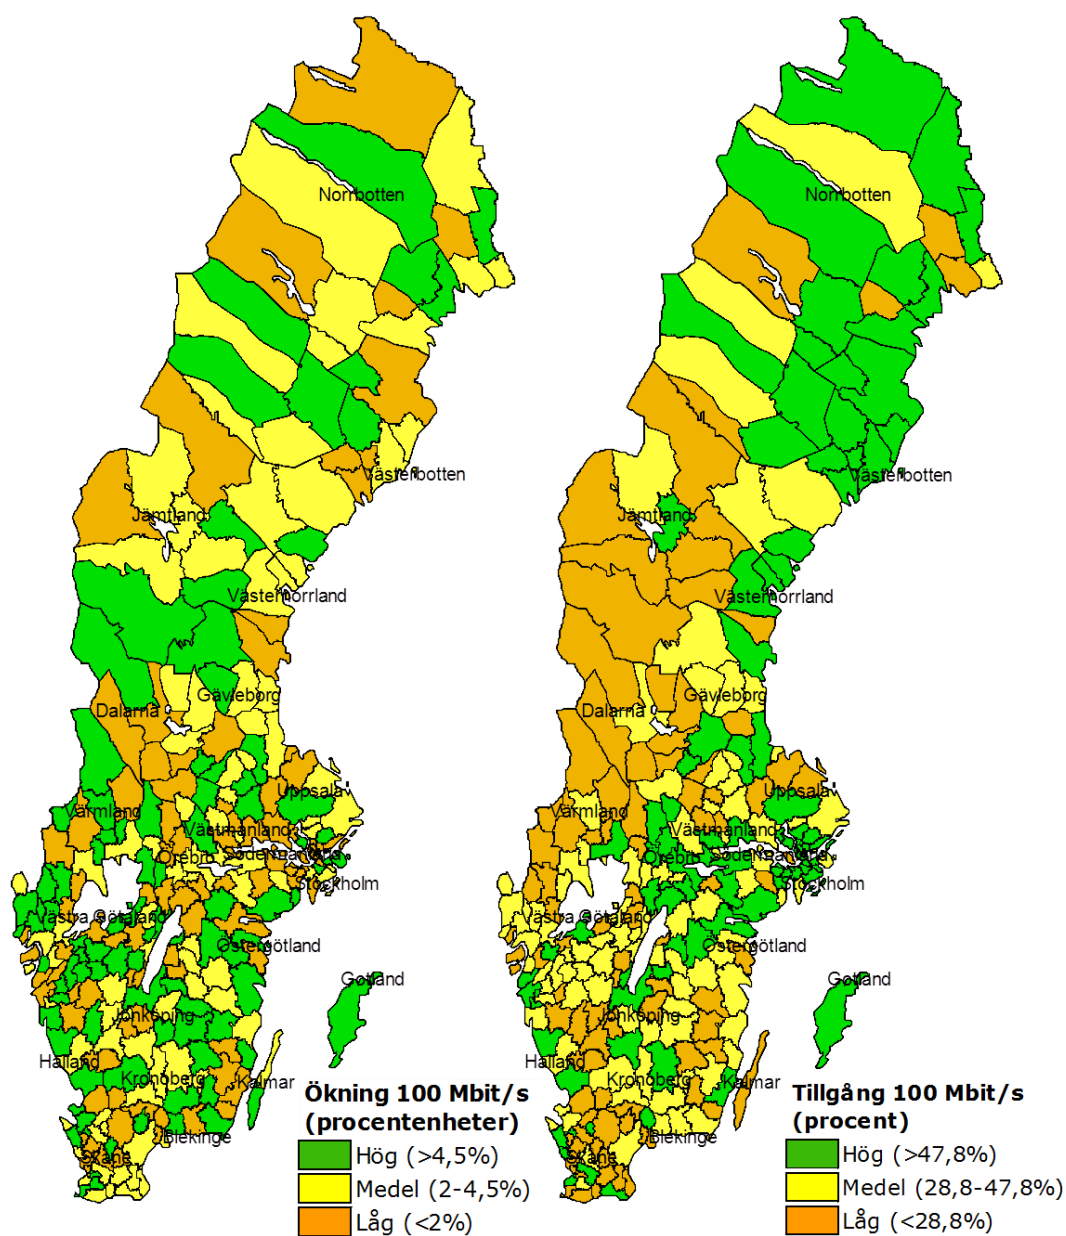 Norrbotten
Västerbotten
Jämtland
Västernorrland
Gävleborg
Dalarna
Uppsala
Värmland
Västmanland
Örebro
Södermanland
Stockholm
Västra Götaland
Östergötland
Gotland
Jönköping
Halland
Kronoberg
Kalmar
Blekinge
Skåne
Ökning 100 Mbit/s
(procentenheter)
Hög (>4,5%)
Medel (2-4,5%)
Låg (<2%)
Norrbotten
Västerbotten
Jämtland
Västernorrland
Gävleborg
Dalarna
Uppsala
Värmland
Västmanland
Örebro
Södermanland
Stockholm
Västra Götaland
Östergötland
Gotland
Jönköping
Halland
Kronoberg
Kalmar
Blekinge
Skåne
Tillgång 100 Mbit/s
(procent)
Hög (>47,8%)
Medel (28,8-47,8%)
Låg (<28,8%)